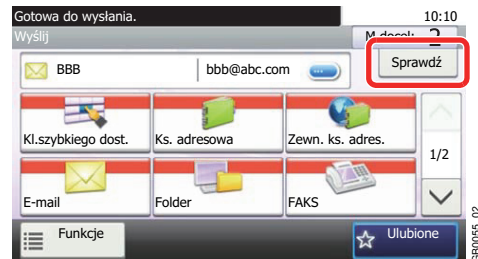 Gotowa do wysłania. 10:10
Wyślij M.docel:
BBB bbb@abc.com Sprawdź
Kl.szybkiego dost. Ks. adresowa Zewn. ks. adres.
1/2
E-mail Folder FAKS
Funkcje Ulubione
GB0055_02